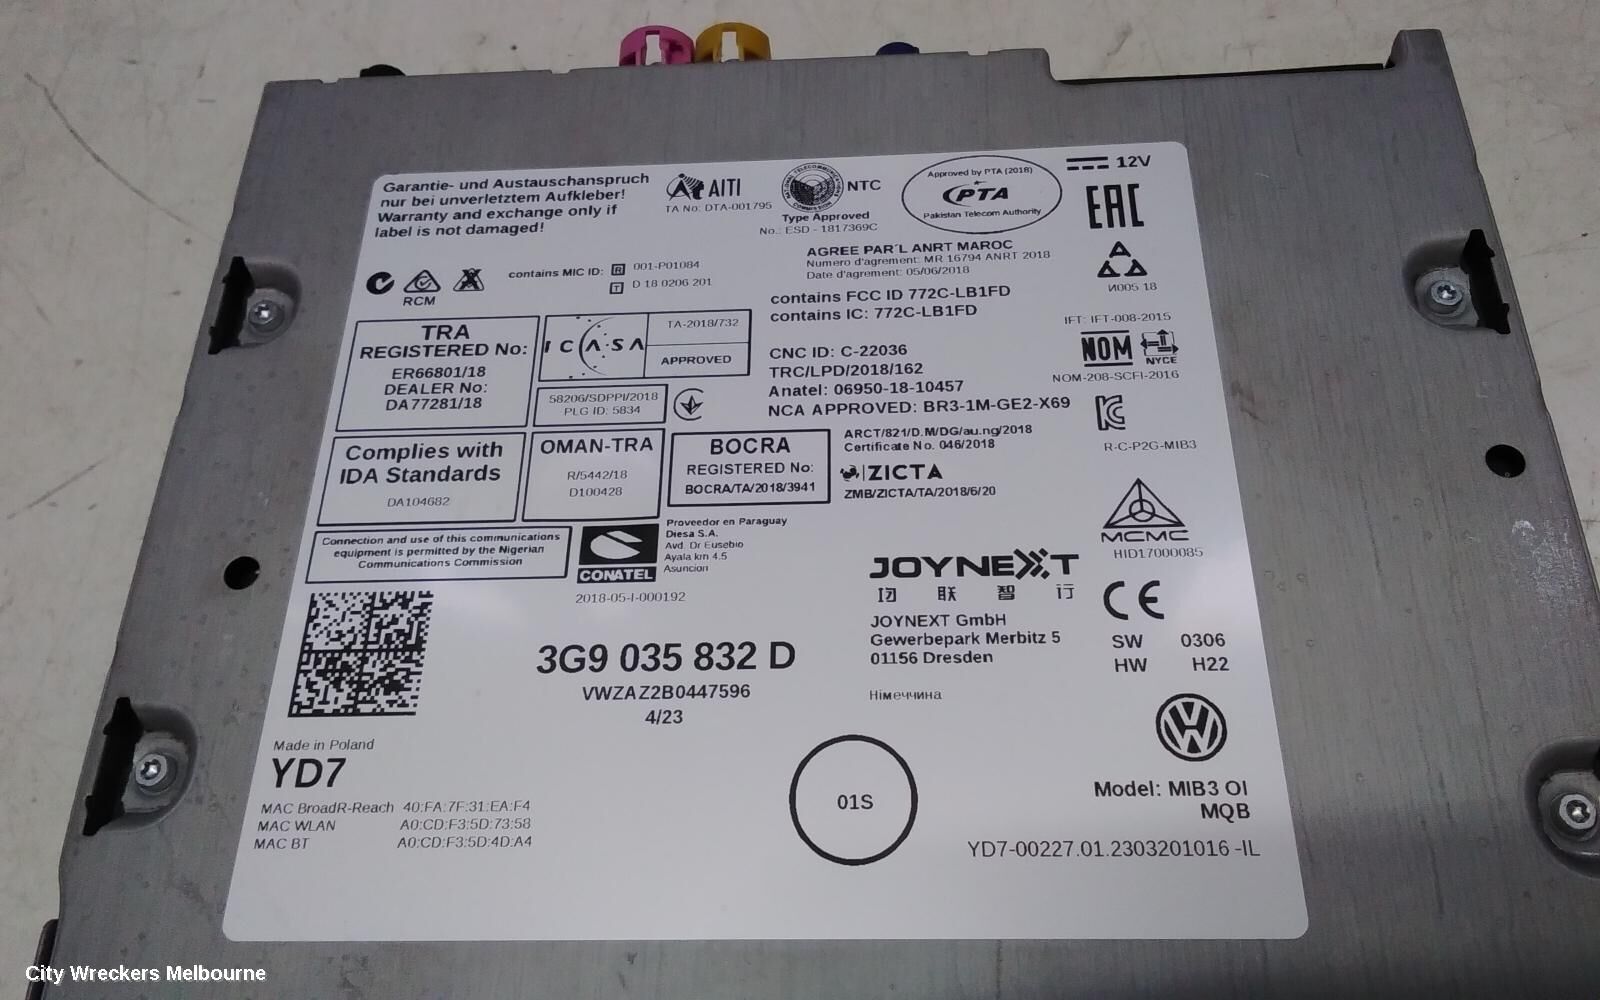 Garantie- und Austauschanspruch
nur bei unverletztem Aufkleber!
Warranty and exchange only if
label is not damaged!
AITI
TA No: DTA-001795
NTC
Type Approved
No.: ESD - 1817369C
Approved by PTA (2018)
PTA
Pakistan Telecom Authority
12V
EAC
RCM
contains MIC ID:
R 001-P01084
T D 18 0206 201
AGREE PAR'L ANRT MAROC
Numero d'agrement: MR 16794 ANRT 2018
Date d'agrement: 05/06/2018
И005 18
contains FCC ID 772C-LB1FD
contains IC: 772C-LB1FD
TRA
REGISTERED No:
ER66801/18
DEALER No:
DA77281/18
ICASA
TA-2018/732
APPROVED
58206/SDPPI/2018
PLG ID: 5834
CNC ID: C-22036
TRC/LPD/2018/162
Anatel: 06950-18-10457
NCA APPROVED: BR3-1M-GE2-X69
IFT: IFT-008-2015
NOM
NYCE
NOM-208-SCFI-2016
R-C-P2G-MIB3
Complies with
IDA Standards
DA104682
OMAN-TRA
R/5442/18
D100428
BOCRA
REGISTERED No:
BOCRA/TA/2018/3941
ARCT/821/D.M/DG/au.ng/2018
Certificate No. 046/2018
ZICTA
ZMB/ZICTA/TA/2018/6/20
MCMC
HID17000085
Connection and use of this communications
equipment is permitted by the Nigerian
Communications Commission
CONATEL
2018-05-I-000192
Proveedor en Paraguay
Diesa S.A.
Avd. Dr Eusebio
Ayala km 4.5
Asuncion
JOYNEXT
联 智 行
JOYNEXT GmbH
Gewerbepark Merbitz 5
01156 Dresden
Німеччина
CE
SW 0306
HW H22
3G9 035 832 D
VWZAZ2B0447596
4/23
Made in Poland
YD7
MAC BroadR-Reach 40:FA:7F:31:EA:F4
MAC WLAN A0:CD:F3:5D:73:58
MAC BT A0:CD:F3:5D:4D:A4
01S
Model: MIB3 OI
MQB
YD7-00227.01.2303201016 -IL
City Wreckers Melbourne